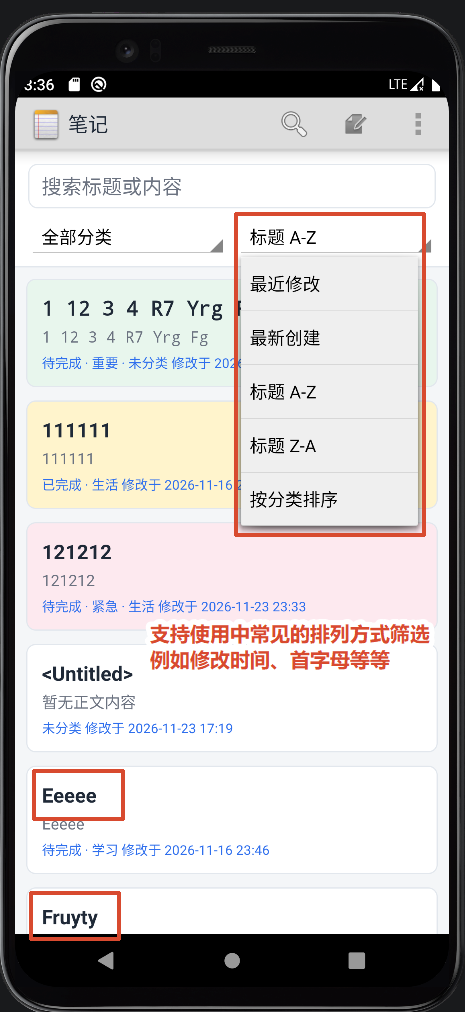 3:36
LTE
笔记
搜索标题或内容
全部分类
标题 A-Z
最近修改
最新创建
标题 A-Z
标题 Z-A
按分类排序
1 12 3 4 R7 Yrg F
1 12 3 4 R7 Yrg Fg
待完成 · 重要 · 未分类 修改于 202
111111
111111
已完成 · 生活 修改于 2026-11-16 2
121212
121212
待完成 · 紧急 · 生活 修改于 2026-11-23 23:33
支持使用中常见的排列方式筛选
例如修改时间、首字母等等
<Untitled>
暂无正文内容
未分类 修改于 2026-11-23 17:19
Eeeee
Eeeee
待完成 · 学习 修改于 2026-11-16 23:46
Fruyty